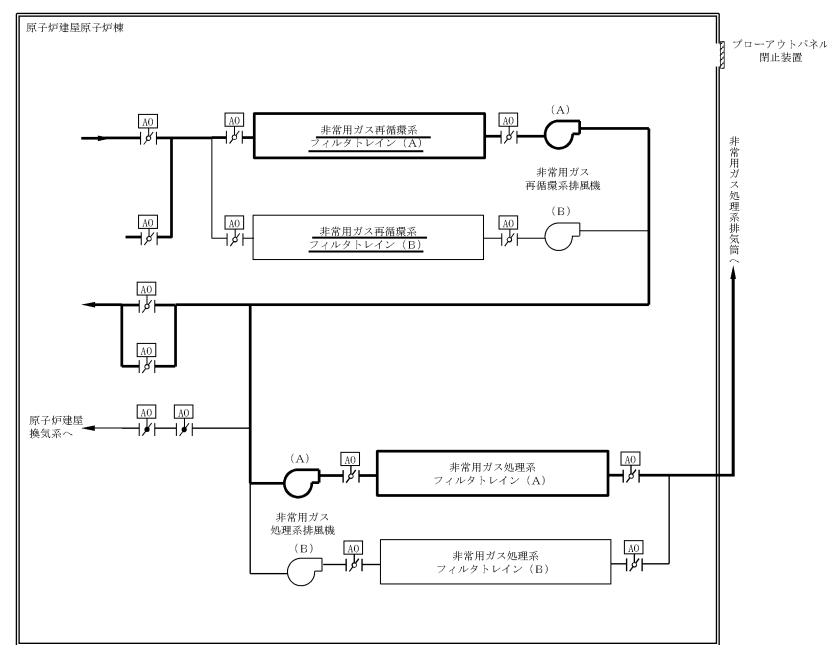 原子炉建屋原子炉棟
ブローアウトパネル
閉止装置
AO
AO
AO
(A)
非常用ガス再循環系
フィルタトレイン(A)
非常用ガス
再循環系排風機
非常用ガス処理系排気筒へ
AO
AO
AO
(B)
非常用ガス再循環系
フィルタトレイン(B)
AO
AO
AO
AO
原子炉建屋
換気系へ
(A)
AO
AO
非常用ガス処理系
フィルタトレイン(A)
非常用ガス
処理系排風機
(B)
AO
AO
非常用ガス処理系
フィルタトレイン(B)